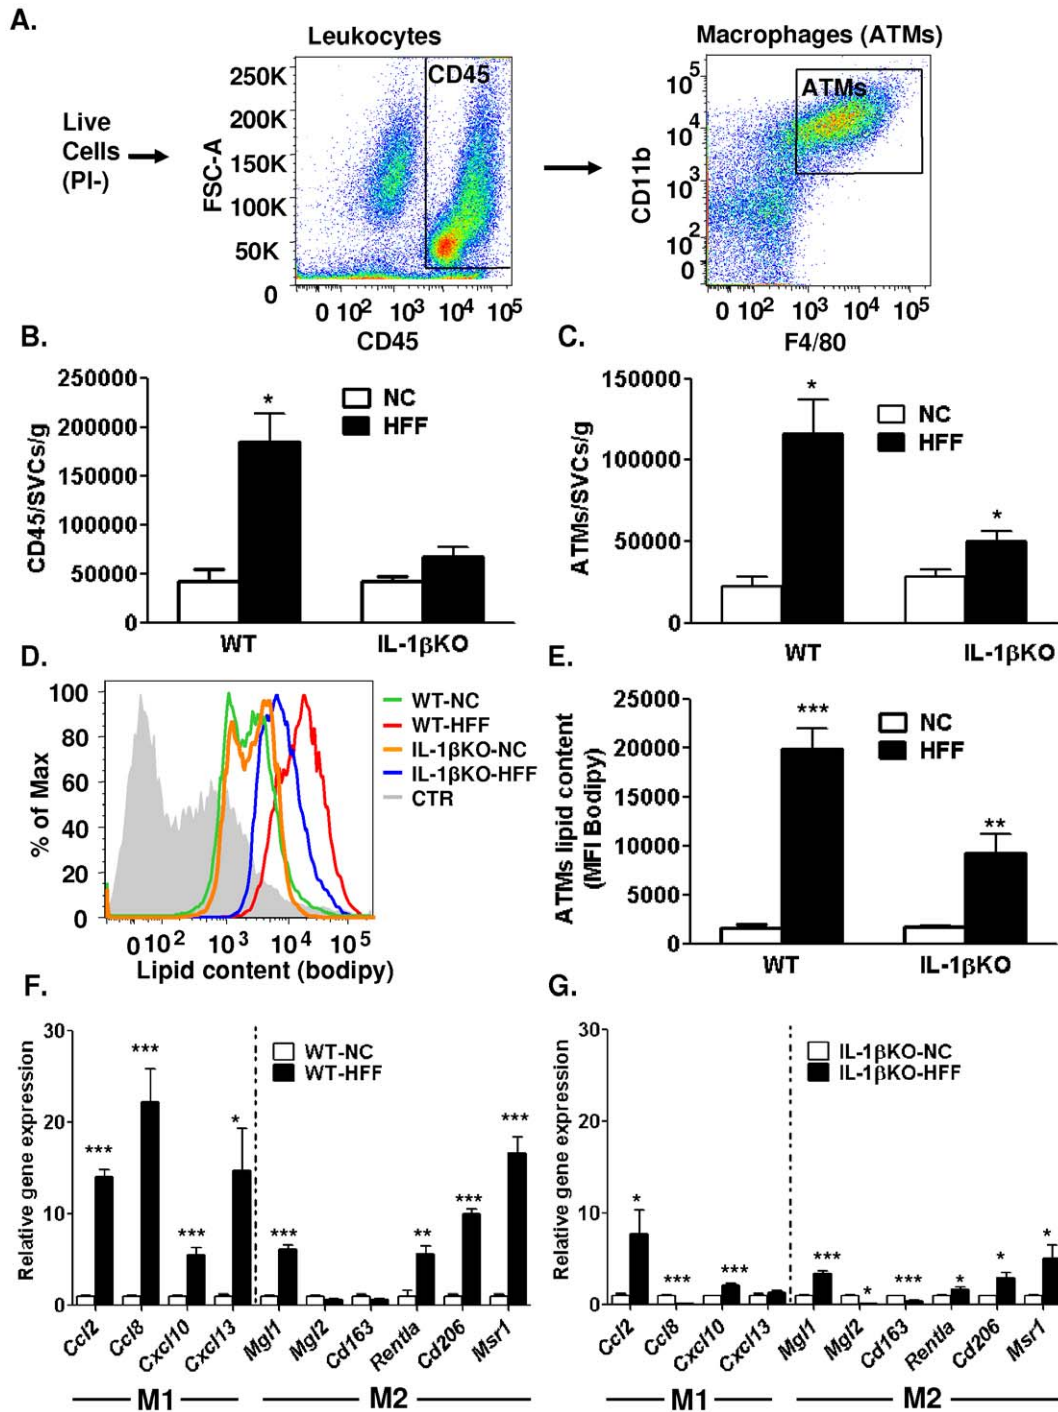 A.
Leukocytes
Macrophages (ATMs)
Live
Cells
(PI-)
FSC-A
250K
200K
150K
100K
50K
0
CD45
0 10² 10³ 10⁴ 10⁵
CD45
CD11b
10⁵
10⁴
10³
10²
0
ATMs
0 10² 10³ 10⁴ 10⁵
F4/80
B.
CD45/SVCs/g
250000
200000
150000
100000
50000
0
*
NC
HFF
WT
IL-1βKO
C.
ATMs/SVCs/g
150000
100000
50000
0
*
*
NC
HFF
WT
IL-1βKO
D.
% of Max
100
80
60
40
20
0
0 10² 10³ 10⁴ 10⁵
Lipid content (bodipy)
WT-NC
WT-HFF
IL-1βKO-NC
IL-1βKO-HFF
CTR
E.
ATMs lipid content
(MFI Bodipy)
25000
20000
15000
10000
5000
0
***
**
NC
HFF
WT
IL-1βKO
F.
Relative gene expression
30
20
10
0
*** *** *** * *** ** *** ***
WT-NC
WT-HFF
Ccl2 Ccl8 Cxcl10 Cxcl13 Mgl1 Mgl2 Cd163 Rentla Cd206 Msr1
M1 M2
G.
Relative gene expression
30
20
10
0
* *** *** *** * *** * * *
IL-1βKO-NC
IL-1βKO-HFF
Ccl2 Ccl8 Cxcl10 Cxcl13 Mgl1 Mgl2 Cd163 Rentla Cd206 Msr1
M1 M2